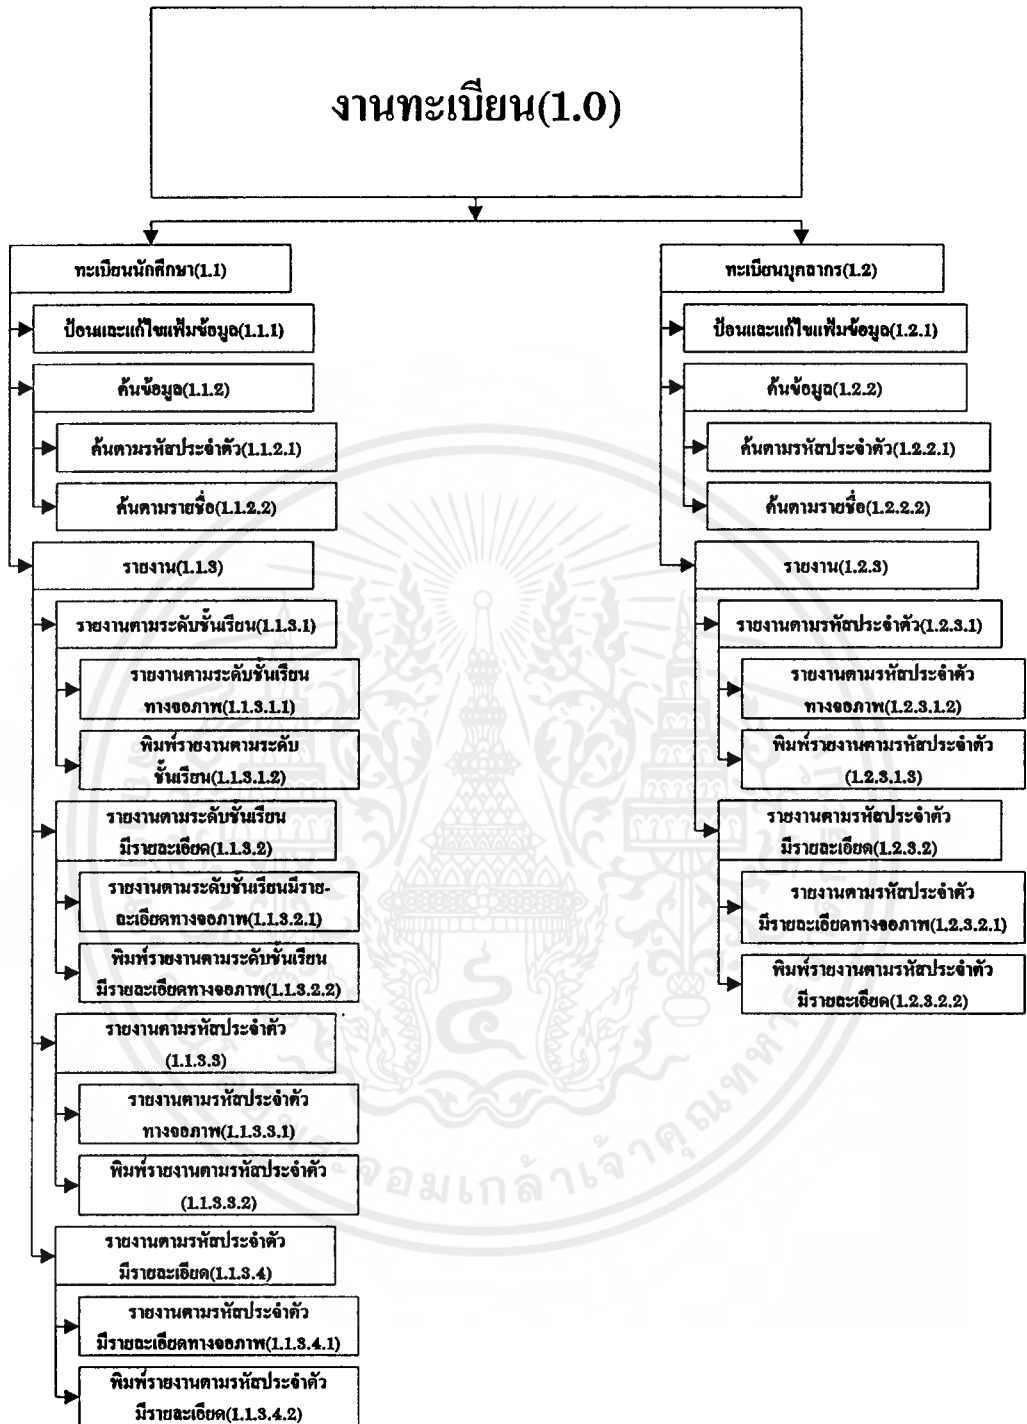 งานทะเบียน(1.0)
ทะเบียนนักศึกษา(1.1)
ป้อนและแก้ไขแฟ้มข้อมูล(1.1.1)
ค้นข้อมูล(1.1.2)
ค้นตามรหัสประจำตัว(1.1.2.1)
ค้นตามรายชื่อ(1.1.2.2)
รายงาน(1.1.3)
รายงานตามระดับชั้นเรียน(1.1.3.1)
รายงานตามระดับชั้นเรียน
ทางจอภาพ(1.1.3.1.1)
พิมพ์รายงานตามระดับ
ชั้นเรียน(1.1.3.1.2)
รายงานตามระดับชั้นเรียน
มีรายละเอียด(1.1.3.2)
รายงานตามระดับชั้นเรียนมีราย-
ละเอียดทางจอภาพ(1.1.3.2.1)
พิมพ์รายงานตามระดับชั้นเรียน
มีรายละเอียดทางจอภาพ(1.1.3.2.2)
รายงานตามรหัสประจำตัว
(1.1.3.3)
รายงานตามรหัสประจำตัว
ทางจอภาพ(1.1.3.3.1)
พิมพ์รายงานตามรหัสประจำตัว
(1.1.3.3.2)
รายงานตามรหัสประจำตัว
มีรายละเอียด(1.1.3.4)
รายงานตามรหัสประจำตัว
มีรายละเอียดทางจอภาพ(1.1.3.4.1)
พิมพ์รายงานตามรหัสประจำตัว
มีรายละเอียด(1.1.3.4.2)
ทะเบียนบุคลากร(1.2)
ป้อนและแก้ไขแฟ้มข้อมูล(1.2.1)
ค้นข้อมูล(1.2.2)
ค้นตามรหัสประจำตัว(1.2.2.1)
ค้นตามรายชื่อ(1.2.2.2)
รายงาน(1.2.3)
รายงานตามรหัสประจำตัว(1.2.3.1)
รายงานตามรหัสประจำตัว
ทางจอภาพ(1.2.3.1.2)
พิมพ์รายงานตามรหัสประจำตัว
(1.2.3.1.3)
รายงานตามรหัสประจำตัว
มีรายละเอียด(1.2.3.2)
รายงานตามรหัสประจำตัว
มีรายละเอียดทางจอภาพ(1.2.3.2.1)
พิมพ์รายงานตามรหัสประจำตัว
มีรายละเอียด(1.2.3.2.2)